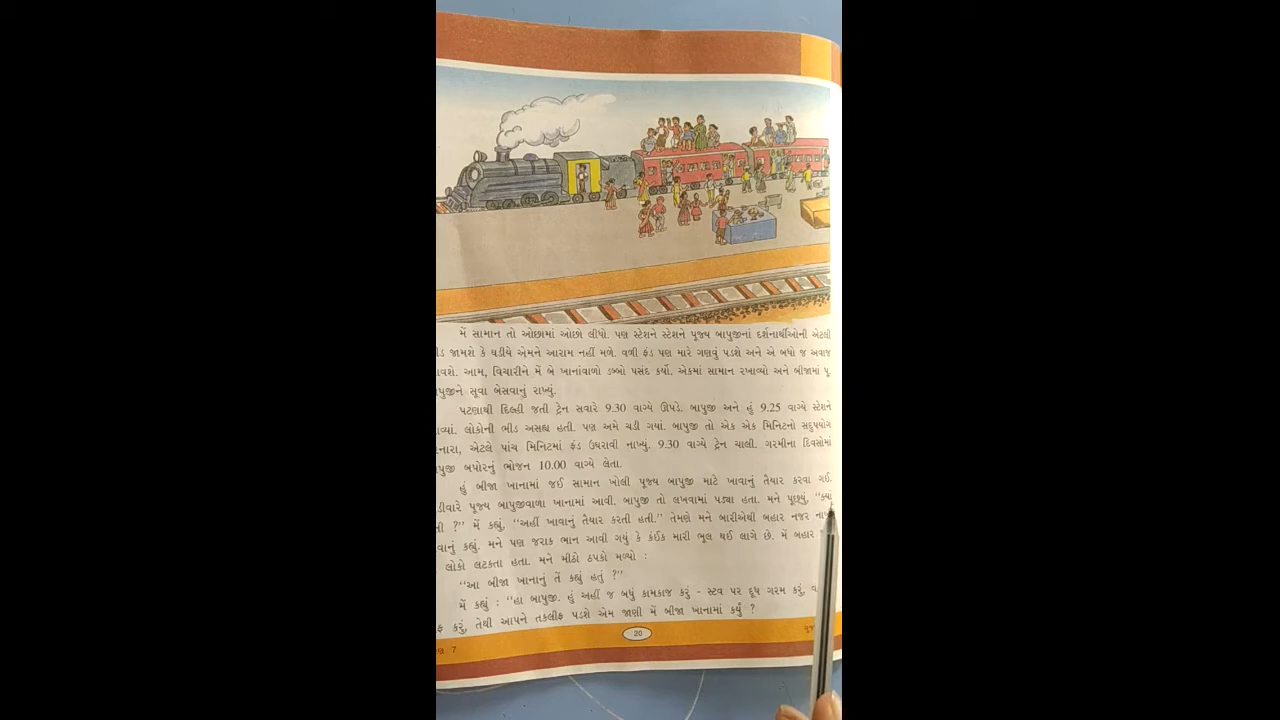 મેં સામાન તો ઓછામાં ઓછો લીધો. પણ સ્ટેશને સ્ટેશને પૂજ્ય બાપુજીનાં દર્શનાર્થીઓની એટલી
જામશે કે ઘડીયે એમને આરામ નહીં મળે. વળી ફંડ પણ મારે ગણવું પડશે અને એ બધો જ અવાજ
આમ, વિચારીને મેં બે ખાનાંવાળો ડબ્બો પસંદ કર્યો. એકમાં સામાન રખાવ્યો અને બીજામાં પૂ.
સૂવા બેસવાનું રાખ્યું.
પટણાથી દિલ્હી જતી ટ્રેન સવારે 9.30 વાગ્યે ઊપડે. બાપુજી અને હું 9.25 વાગ્યે સ્ટેશને
લોકોની ભીડ અસહ્ય હતી. પણ અમે ચડી ગયાં. બાપુજી તો એક એક મિનિટનો સદુપયોગ
એટલે પાંચ મિનિટમાં ફંડ ઉઘરાવી નાખ્યું. 9.30 વાગ્યે ટ્રેન ચાલી. ગરમીના દિવસોમાં
બપોરનું ભોજન 10.00 વાગ્યે લેતા.
હું બીજા ખાનામાં જઈ સામાન ખોલી પૂજ્ય બાપુજી માટે ખાવાનું તૈયાર કરવા ગઈ.
પૂજ્ય બાપુજીવાળા ખાનામાં આવી. બાપુજી તો લખવામાં પડ્યા હતા. મને પૂછ્યું, “ક્યાં
?” મેં કહ્યું, “અહીં ખાવાનું તૈયાર કરતી હતી.” તેમણે મને બારીએથી બહાર નજર
કહ્યું. મને પણ જરાક ભાન આવી ગયું કે કંઈક મારી ભૂલ થઈ લાગે છે. મેં બહાર
લોકો લટકતા હતા. મને મીઠો ઠપકો મળ્યો :
“આ બીજા ખાનાનું તેં કહ્યું હતું ?”
મેં કહ્યું : “હા બાપુજી. હું અહીં જ બધું કામકાજ કરું - સ્ટવ પર દૂધ ગરમ કરું,
કરું, તેથી આપને તકલીફ પડશે એમ જાણી મેં બીજા ખાનામાં કર્યું ?
20
7